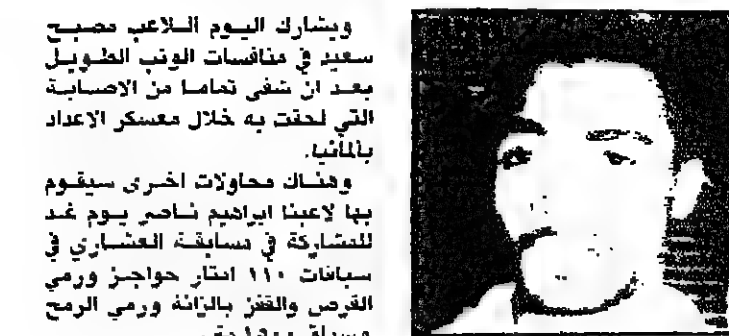 ويشارك اليوم اللاعب مصبح
سعيد في منافسات الوثب الطويل
بعد ان شفى تماما من الاصابة
التي لحقت به خلال معسكر الاعداد
بالمانيا.
وهناك محاولات اخرى سيقوم
بها لاعبنا ابراهيم ناصر يوم غد
للمشاركة في مسابقة العشاري في
سباقات ١١٠ امتار حواجز ورمي
القرص والقفز بالزانة ورمي الرمح